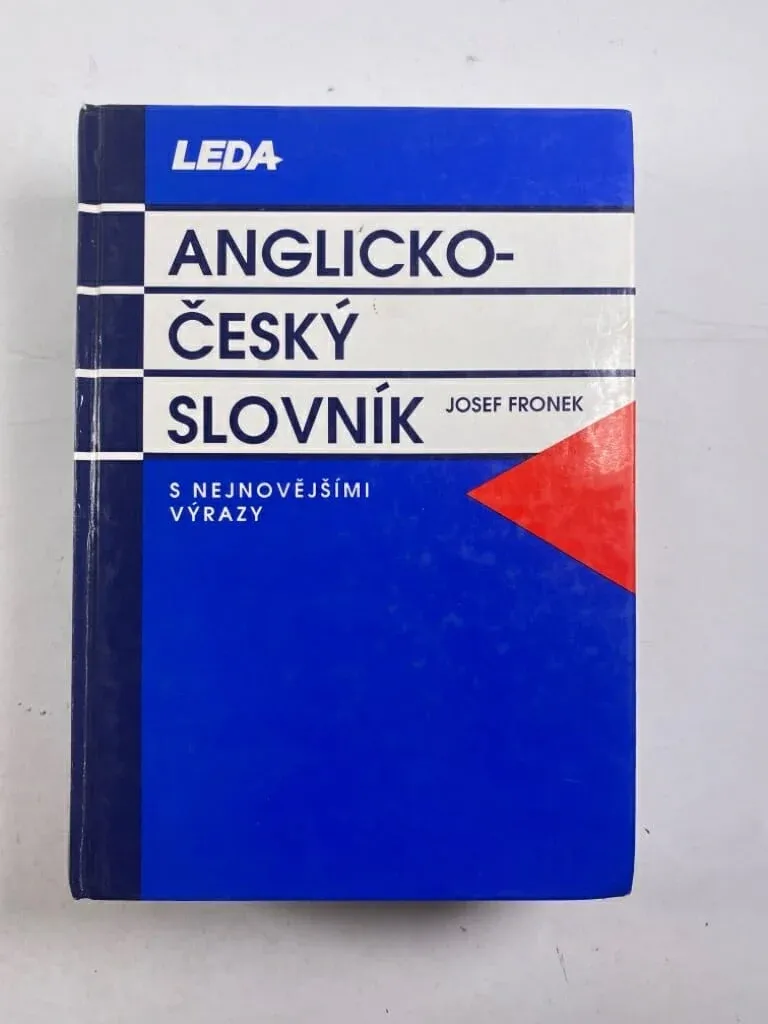 LEDA
ANGLICKO-
ČESKÝ
SLOVNÍK
JOSEF FRONEK
S NEJNOVĚJŠÍMI
VÝRAZY